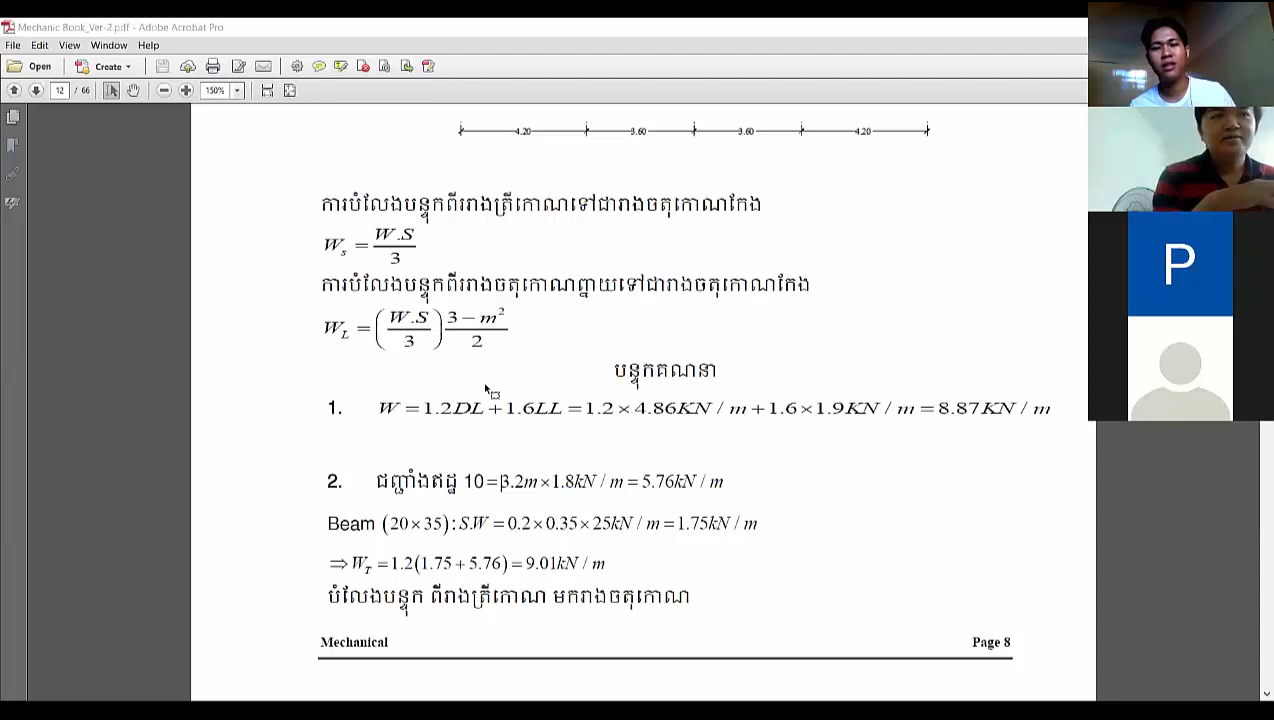 Mechanic Book_Ver-2.pdf - Adobe Acrobat Pro
File Edit View Window Help
Open Create
12 / 66 150%
4.20 3.60 3.60 4.20
ការបំលែងបន្ទុកពីររាងត្រីកោណទៅជារាងចតុកោណកែង
W_s = W.S / 3
ការបំលែងបន្ទុកពីររាងចតុកោណព្នាយទៅជារាងចតុកោណកែង
W_L = (W.S / 3) (3 − m²) / 2
បន្ទុកគណនា
1. W = 1.2DL + 1.6LL = 1.2 × 4.86KN / m + 1.6 × 1.9KN / m = 8.87KN / m
2. ជញ្ជាំងឥដ្ឋ 10 = 3.2m × 1.8kN / m = 5.76kN / m
Beam (20 × 35) : S.W = 0.2 × 0.35 × 25kN / m = 1.75kN / m
⇒ W_T = 1.2(1.75 + 5.76) = 9.01kN / m
បំលែងបន្ទុក ពីរាងត្រីកោណ មករាងចតុកោណ
Mechanical Page 8
P